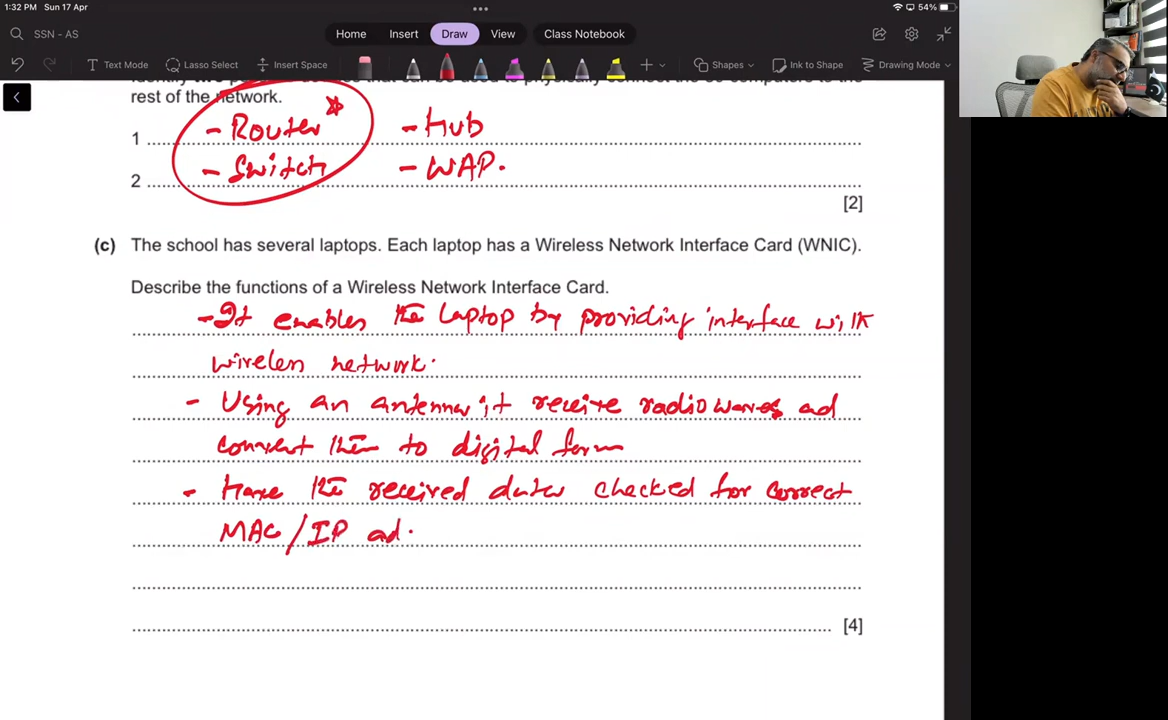 1:32 PM Sun 17 Apr
54%
SSN - AS
Home Insert Draw View Class Notebook
Text Mode Lasso Select Insert Space Shapes Ink to Shape Drawing Mode
rest of the network.
1 - Router * - Hub
2 - Switch - WAP.
[2]
(c) The school has several laptops. Each laptop has a Wireless Network Interface Card (WNIC).
Describe the functions of a Wireless Network Interface Card.
- It enables the laptop by providing interface with
wireless network.
- Using an antenna it receive radio waves ad
convert them to digital form
- Have the received data checked for correct
MAC/IP ad.
[4]